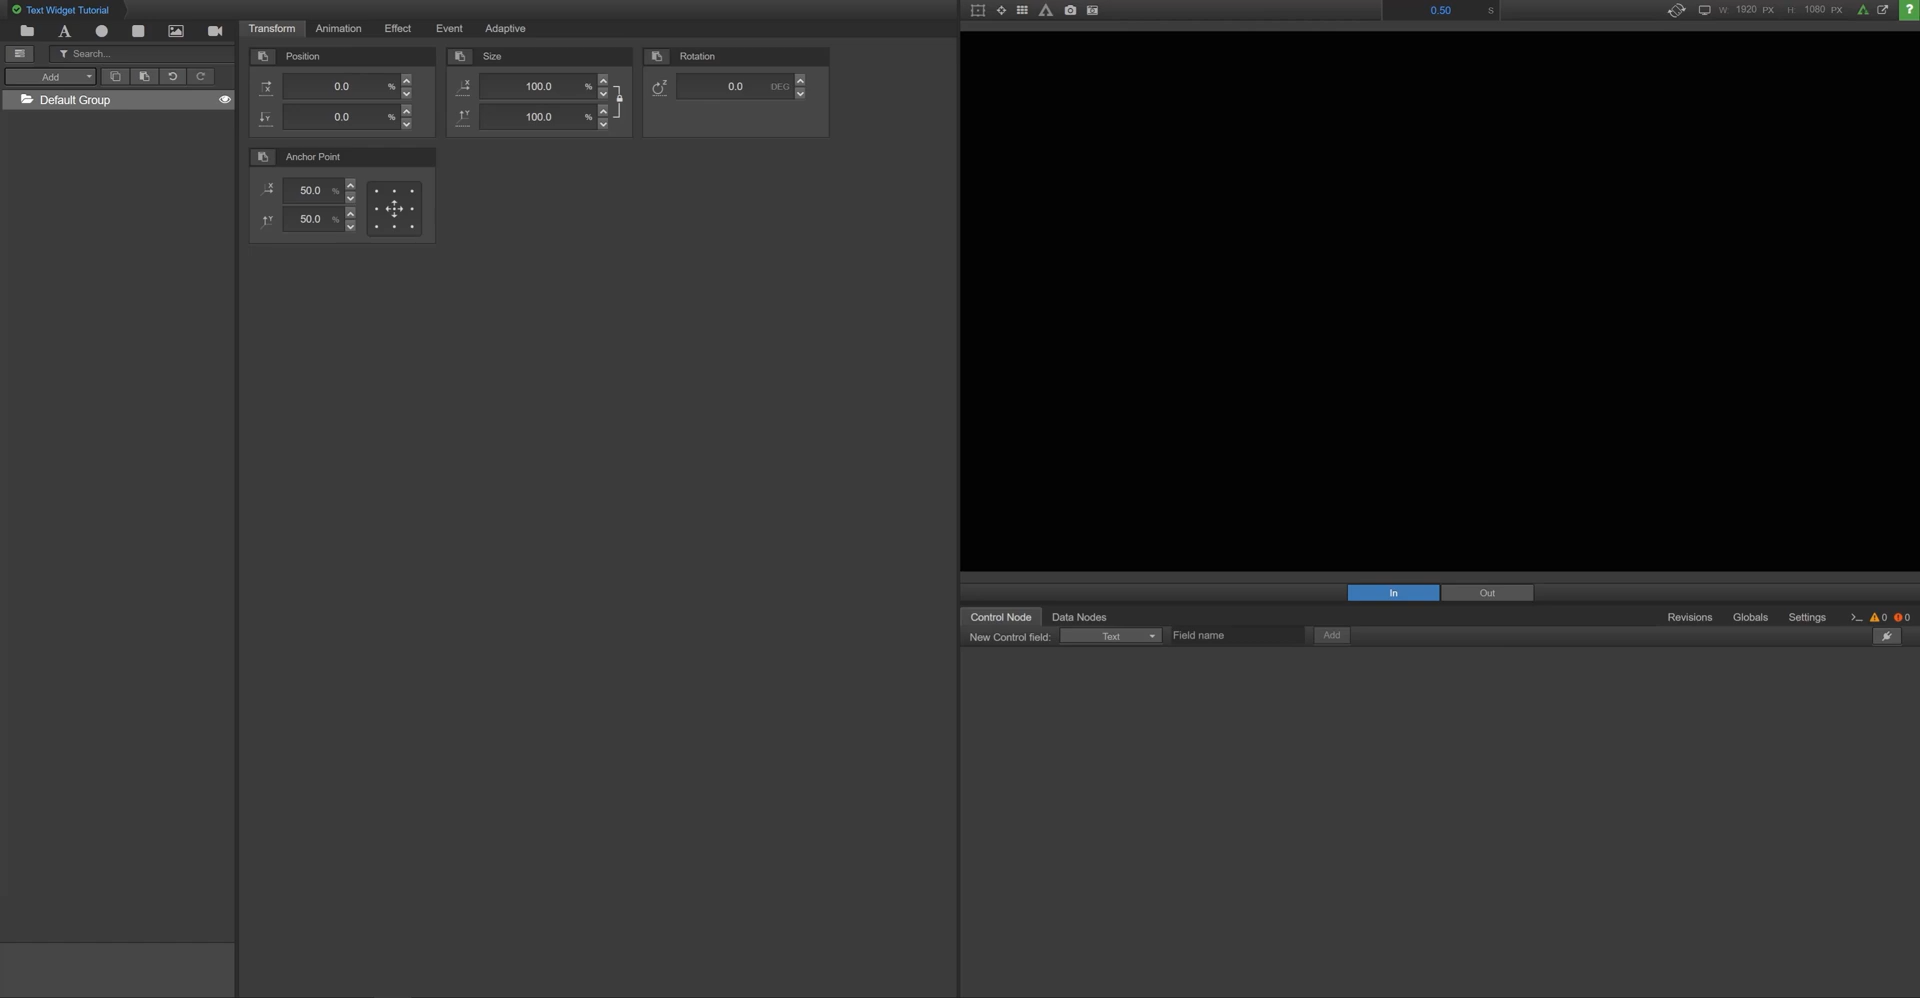 Text Widget Tutorial
0.50 S
W: 1920 PX H: 1080 PX
?
A
Transform Animation Effect Event Adaptive
Search...
Add
Default Group
Position
X 0.0 %
Y 0.0 %
Size
X 100.0 %
Y 100.0 %
Rotation
Z 0.0 DEG
Anchor Point
X 50.0 %
Y 50.0 %
In Out
Control Node Data Nodes
Revisions Globals Settings >_ 0 0
New Control field: Text Field name Add